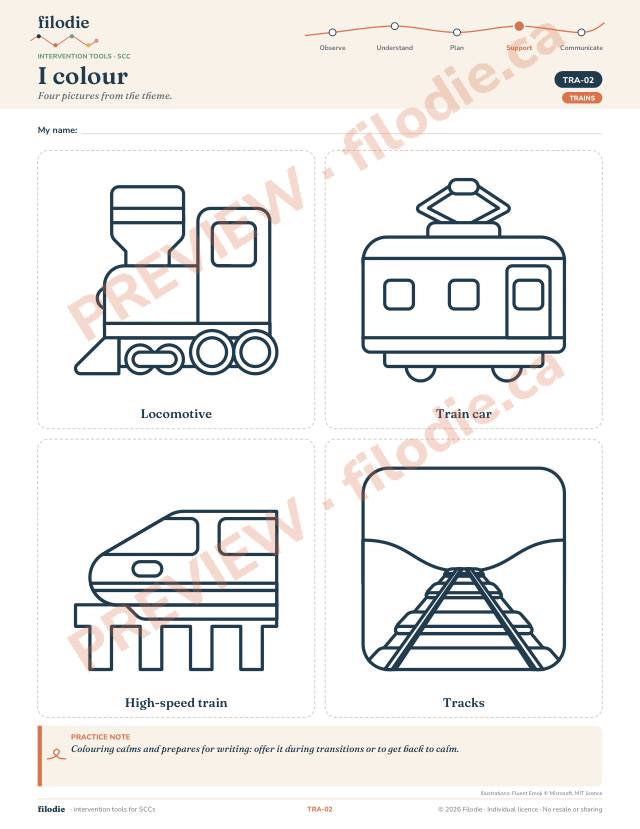 filodie
Observe Understand Plan Support Communicate
INTERVENTION TOOLS · SCC
I colour
Four pictures from the theme.
TRA-02
TRAINS
My name:
Locomotive
Train car
High-speed train
Tracks
PREVIEW · filodie.ca
PREVIEW · filodie.ca
PRACTICE NOTE
Colouring calms and prepares for writing: offer it during transitions or to get back to calm.
Illustrations: Fluent Emoji © Microsoft, MIT licence
filodie · intervention tools for SCCs
TRA-02
© 2026 Filodie · Individual licence · No resale or sharing